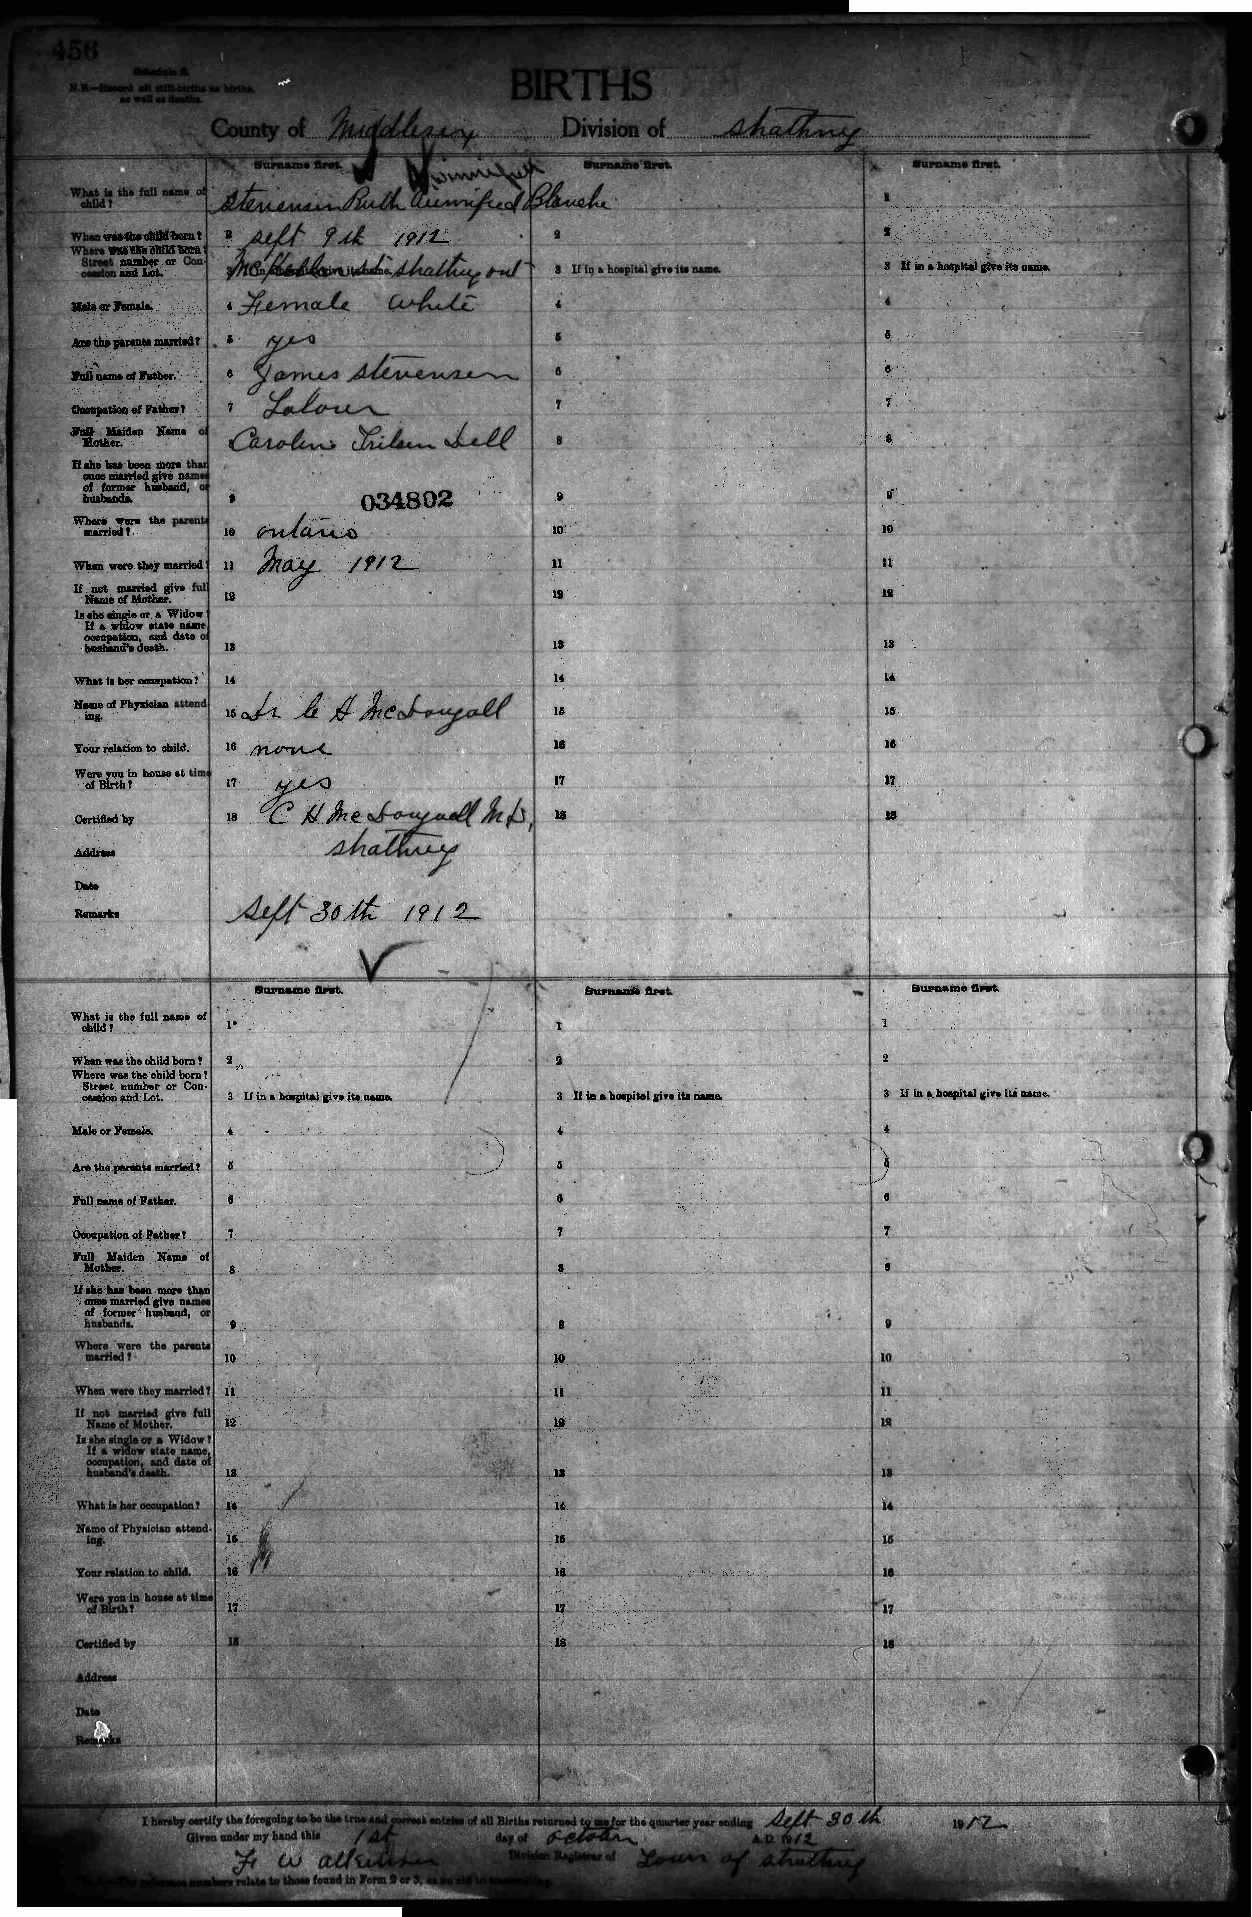 456
Schedule B.
N.B.—Record all still-births as births,
as well as deaths.
BIRTHS
County of Middlesex Division of Strathroy
Surname first. Surname first. Surname first.
Winnifred
What is the full name of
child?
Stevenson Ruth Blanche
1
When was the child born? 2 Sept 9th 1912 2 2
Where was the child born?
Street number or Con-
cession and Lot.
3 If in a hospital give its name. Strathroy ont 3 If in a hospital give its name. 3 If in a hospital give its name.
Male or Female. 4 Female White 4 4
Are the parents married? 5 yes 5 5
Full name of Father. 6 James Stevenson 6 6
Occupation of Father? 7 Labour 7 7
Full Maiden Name of
Mother.
Dell 8 8
If she has been more than
once married give names
of former husband, or
husbands.
9 034802 9 9
Where were the parents
married?
10 ontario 10 10
When were they married? 11 May 1912 11 11
If not married give full
Name of Mother.
12 12 12
Is she single or a Widow?
If a widow state name,
occupation, and date of
husband's death.
13 13 13
What is her occupation? 14 14 14
Name of Physician attend-
ing.
15 Dr C H McDougall 15 15
Your relation to child. 16 none 16 16
Were you in house at time
of Birth?
17 yes 17 17
Certified by 18 C H McDougall M.D. 18 18
Address Strathroy
Date
Remarks Sept 30th 1912
Surname first. Surname first. Surname first.
What is the full name of
child?
1 1 1
When was the child born? 2 2 2
Where was the child born?
Street number or Con-
cession and Lot.
3 If in a hospital give its name. 3 If in a hospital give its name. 3 If in a hospital give its name.
Male or Female. 4 4 4
Are the parents married? 5 5 5
Full name of Father. 6 6 6
Occupation of Father? 7 7 7
Full Maiden Name of
Mother.
8 8 8
If she has been more than
once married give names
of former husband, or
husbands.
9 9 9
Where were the parents
married?
10 10 10
When were they married? 11 11 11
If not married give full
Name of Mother.
12 12 12
Is she single or a Widow?
If a widow state name,
occupation, and date of
husband's death.
13 13 13
What is her occupation? 14 14 14
Name of Physician attend-
ing.
15 15 15
Your relation to child. 16 16 16
Were you in house at time
of Birth?
17 17 17
Certified by 18 18 18
Address
Date
Remarks
I hereby certify the foregoing to be the true and correct entries of all Births returned to me for the quarter year ending Sept 30th 1912
Given under my hand this 1st day of october A.D. 1912
F W Division Registrar of Town of Strathroy
reference numbers relate to those found in Form 2 or 3, as an aid to